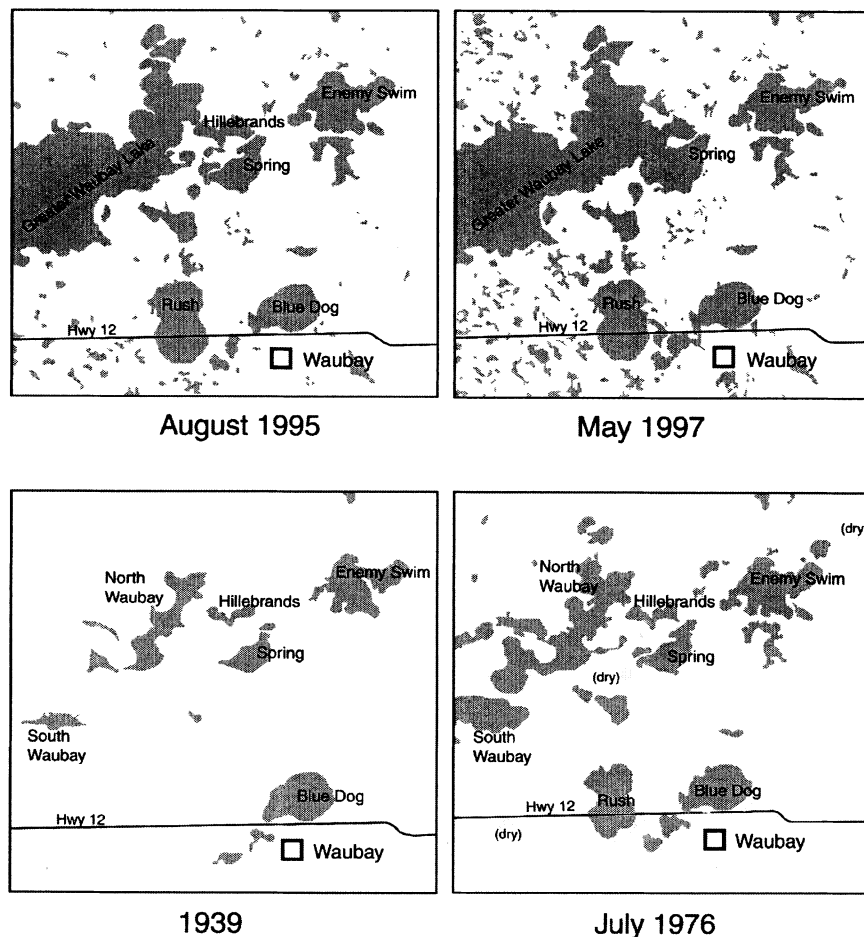 Enemy Swim
Hillebrands
Greater Waubay Lake
Spring
Rush
Blue Dog
Hwy 12
Waubay
August 1995
Enemy Swim
Greater Waubay Lake
Spring
Rush
Blue Dog
Hwy 12
Waubay
May 1997
North
Waubay
Enemy Swim
Hillebrands
Spring
South
Waubay
Blue Dog
Hwy 12
Waubay
1939
(dry
North
Waubay
Enemy Swim
Hillebrands
Spring
(dry)
South
Waubay
Blue Dog
Rush
Hwy 12
(dry)
Waubay
July 1976